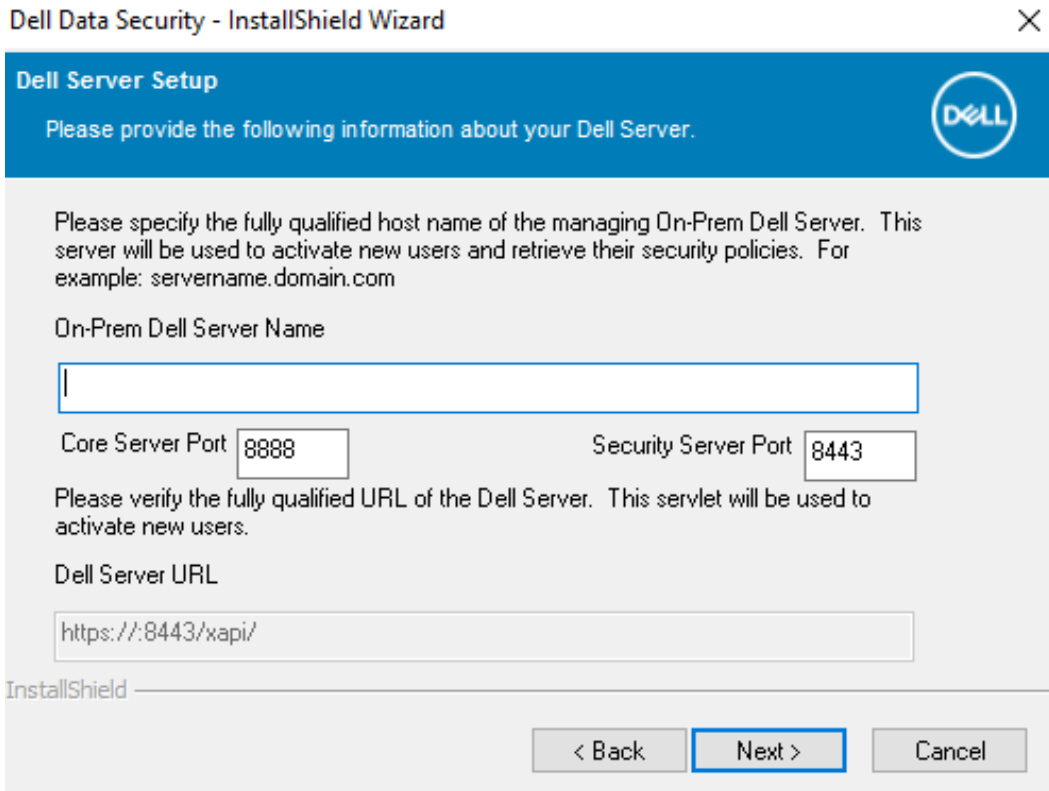 Dell Data Security - InstallShield Wizard
Dell Server Setup
Please provide the following information about your Dell Server.
DELL
Please specify the fully qualified host name of the managing On-Prem Dell Server.  This
server will be used to activate new users and retrieve their security policies.  For
example: servername.domain.com
On-Prem Dell Server Name
Core Server Port 8888 Security Server Port 8443
Please verify the fully qualified URL of the Dell Server.  This servlet will be used to
activate new users.
Dell Server URL
https://:8443/xapi/
InstallShield
< Back Next > Cancel